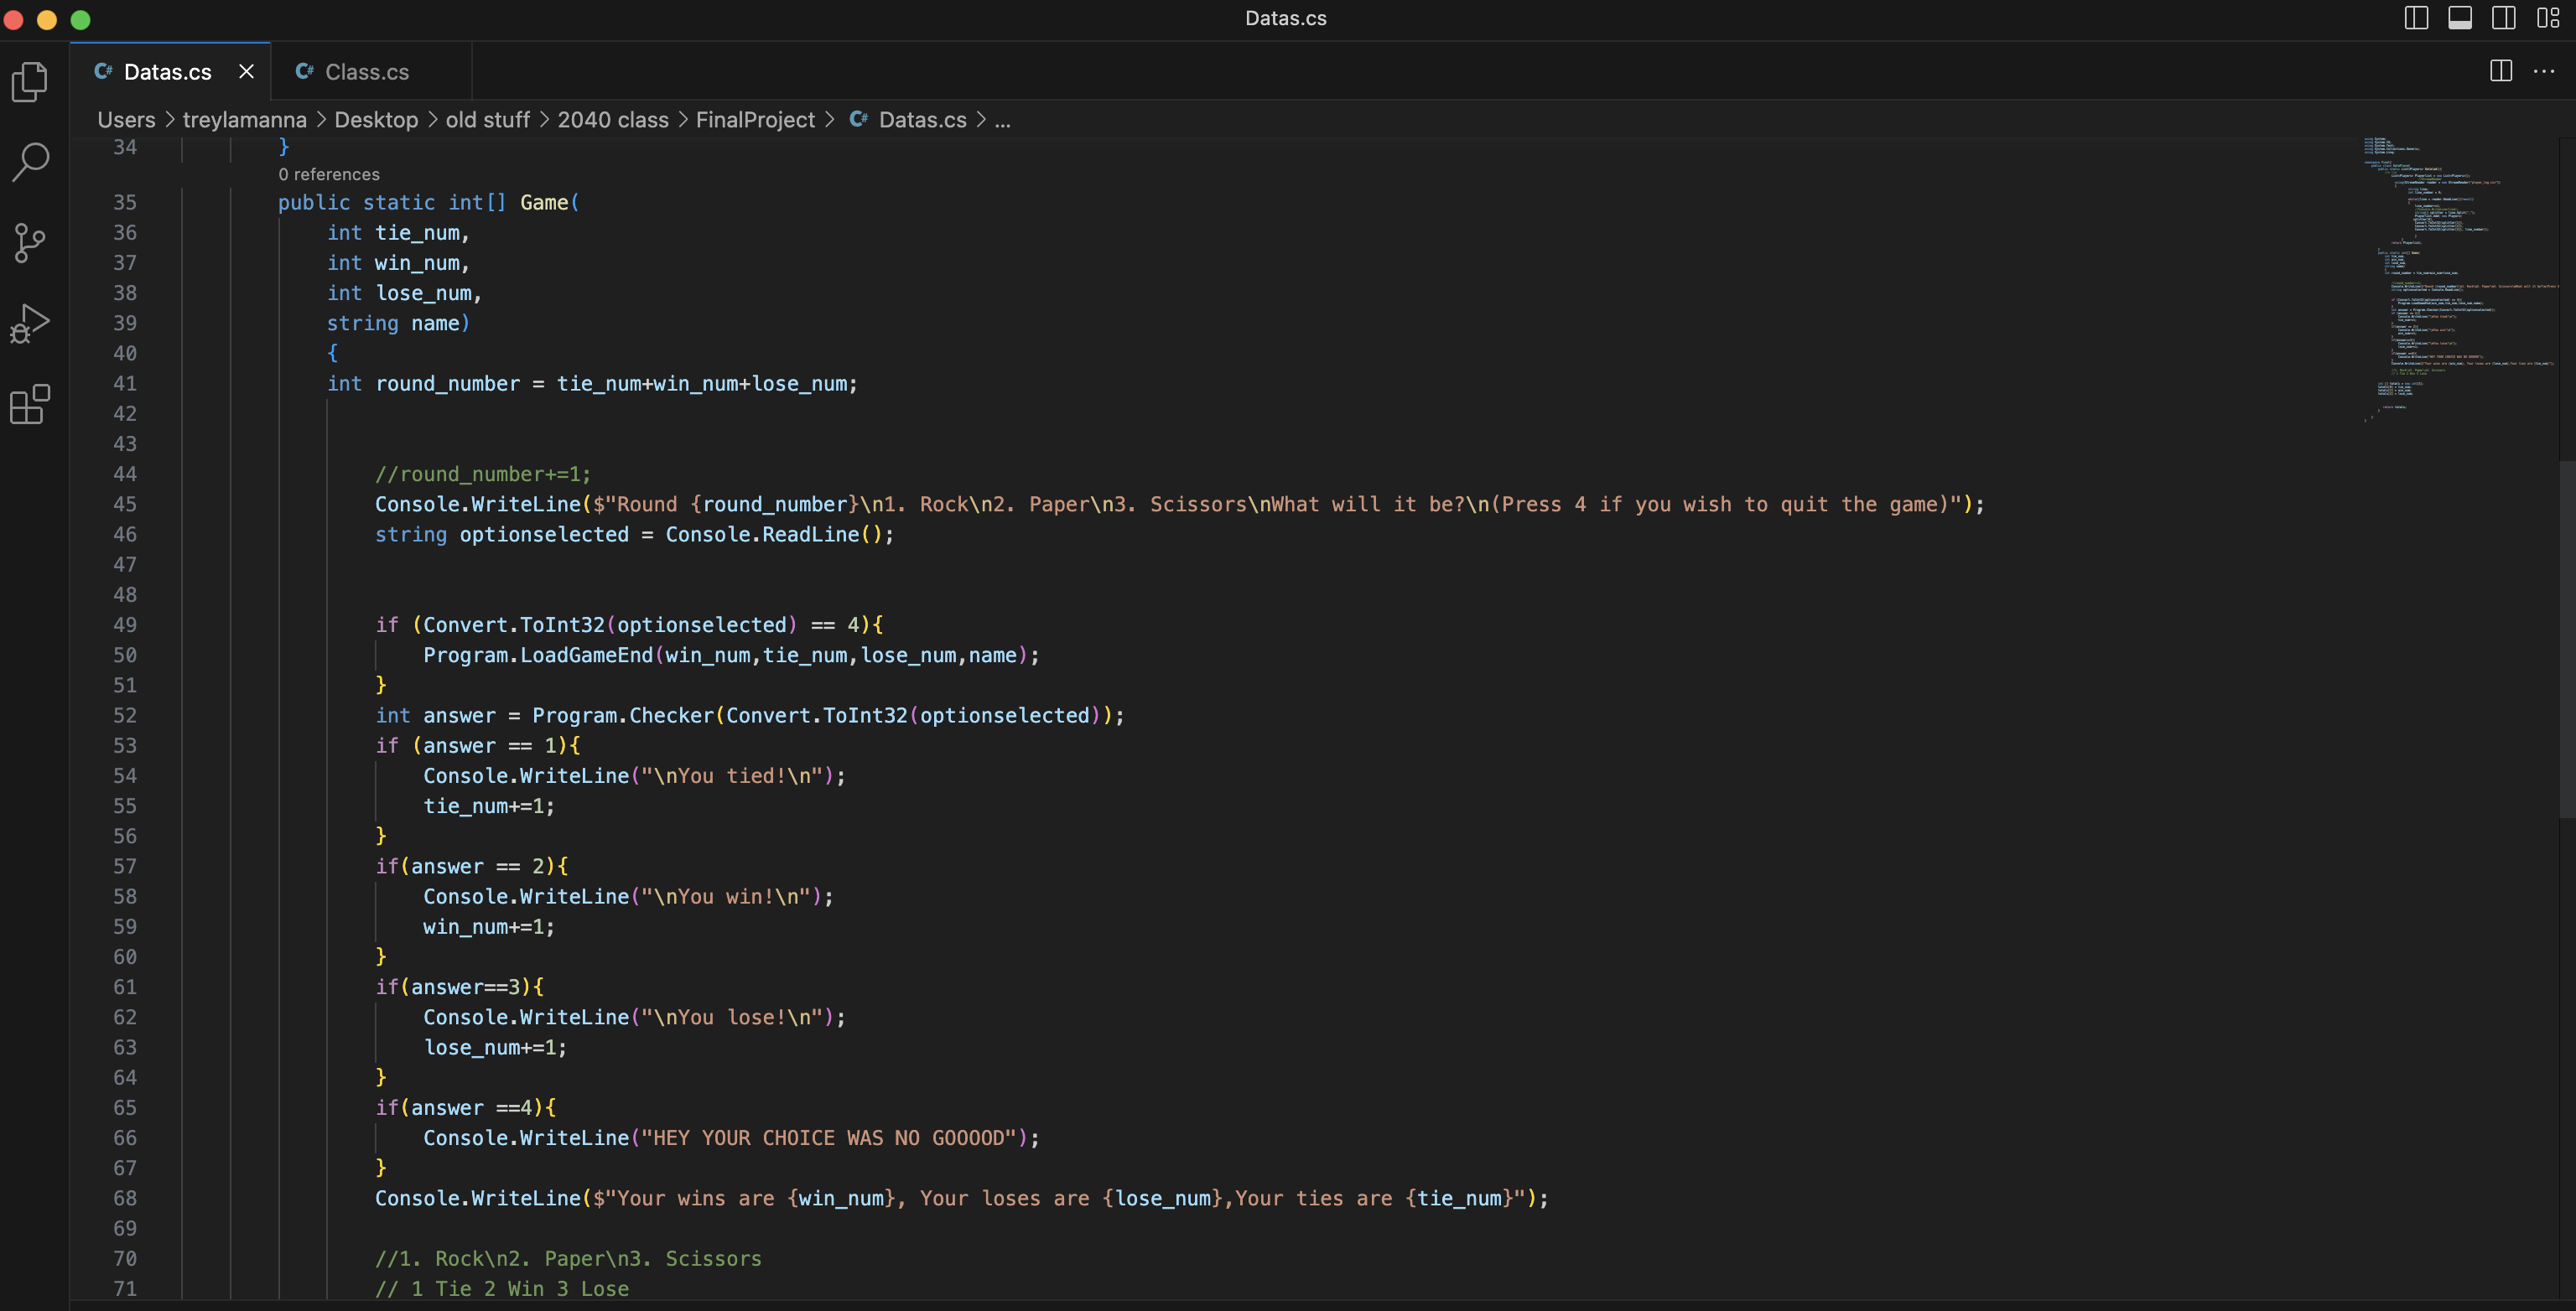 Datas.cs
C# Datas.cs
C# Class.cs
Users > treylamanna > Desktop > old stuff > 2040 class > FinalProject > C# Datas.cs > ...
34 }
0 references
35 public static int[] Game(
36 int tie_num,
37 int win_num,
38 int lose_num,
39 string name)
40 {
41 int round_number = tie_num+win_num+lose_num;
42
43
44 //round_number+=1;
45 Console.WriteLine($"Round {round_number}\n1. Rock\n2. Paper\n3. Scissors\nWhat will it be?\n(Press 4 if you wish to quit the game)");
46 string optionselected = Console.ReadLine();
47
48
49 if (Convert.ToInt32(optionselected) == 4){
50 Program.LoadGameEnd(win_num,tie_num,lose_num,name);
51 }
52 int answer = Program.Checker(Convert.ToInt32(optionselected));
53 if (answer == 1){
54 Console.WriteLine("\nYou tied!\n");
55 tie_num+=1;
56 }
57 if(answer == 2){
58 Console.WriteLine("\nYou win!\n");
59 win_num+=1;
60 }
61 if(answer==3){
62 Console.WriteLine("\nYou lose!\n");
63 lose_num+=1;
64 }
65 if(answer ==4){
66 Console.WriteLine("HEY YOUR CHOICE WAS NO GOOOOD");
67 }
68 Console.WriteLine($"Your wins are {win_num}, Your loses are {lose_num},Your ties are {tie_num}");
69
70 //1. Rock\n2. Paper\n3. Scissors
71 // 1 Tie 2 Win 3 Lose